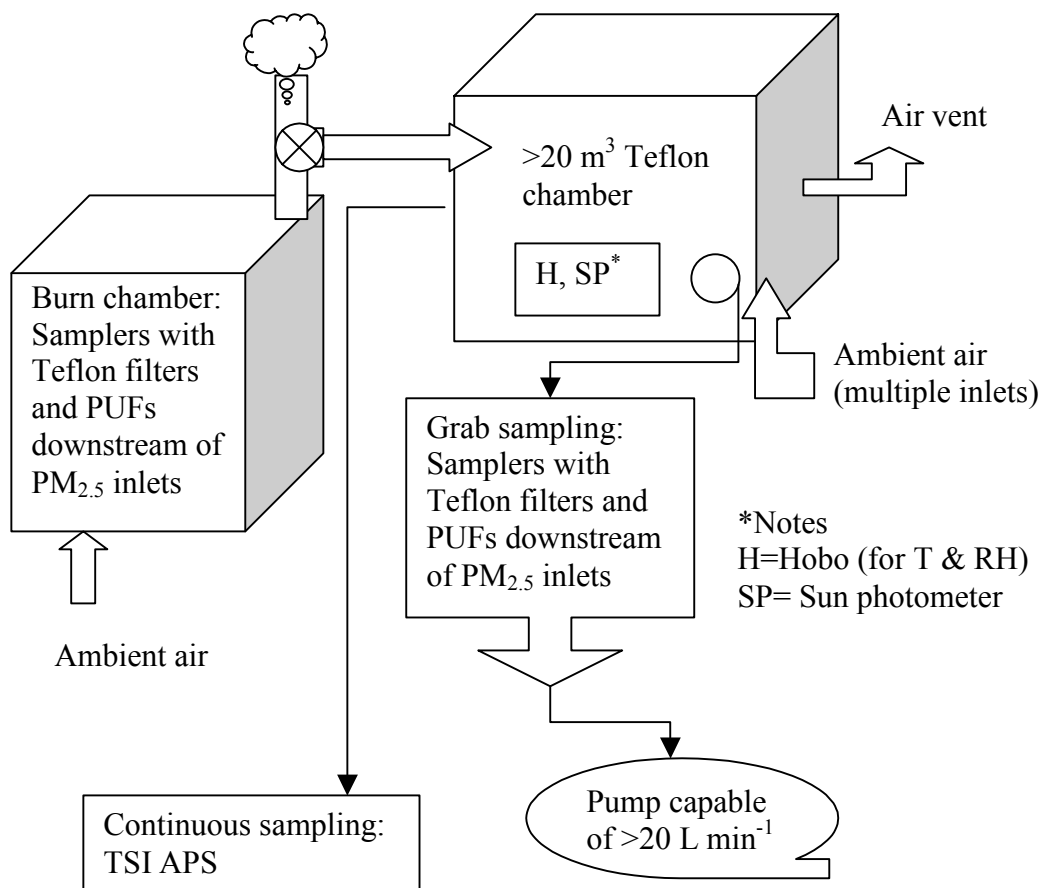 >20 m³ Teflon
chamber
H, SP*
Air vent
Ambient air
(multiple inlets)
Burn chamber:
Samplers with
Teflon filters
and PUFs
downstream of
PM₂.₅ inlets
Ambient air
Grab sampling:
Samplers with
Teflon filters and
PUFs downstream
of PM₂.₅ inlets
*Notes
H=Hobo (for T & RH)
SP= Sun photometer
Continuous sampling:
TSI APS
Pump capable
of >20 L min⁻¹